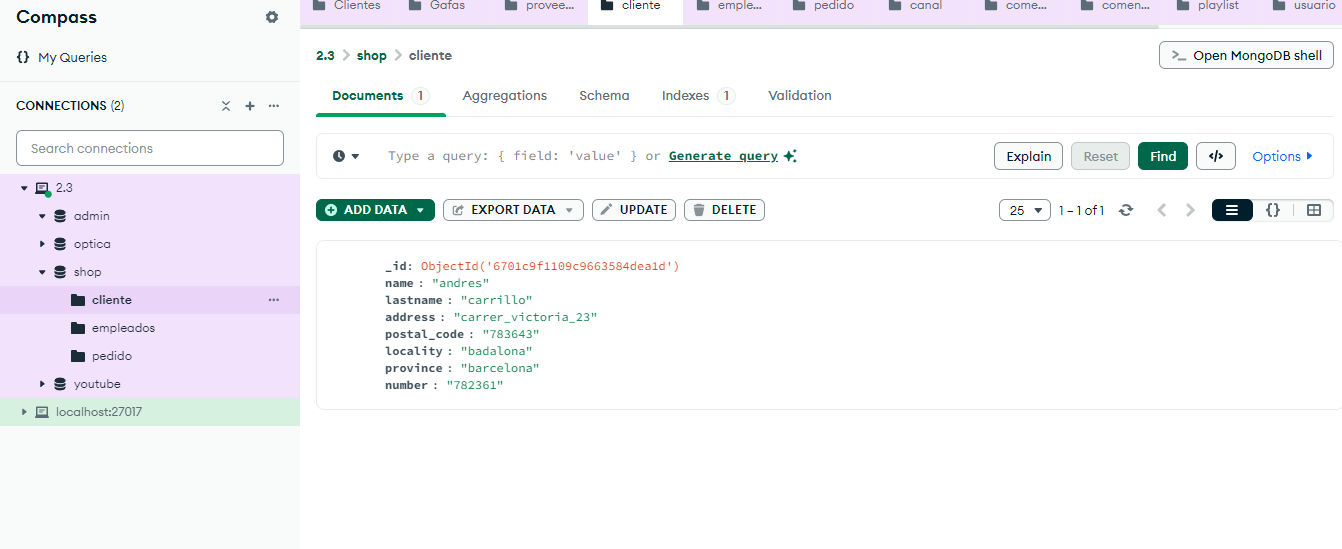 Compass
My Queries
CONNECTIONS (2)
Search connections
2.3
admin
optica
shop
cliente
empleados
pedido
youtube
localhost:27017
Clientes Gafas provee... cliente emple... pedido canal come... comen... playlist usuario
2.3 > shop > cliente
>_ Open MongoDB shell
Documents 1 Aggregations Schema Indexes 1 Validation
Type a query: { field: 'value' } or Generate query
Explain Reset Find </> Options
ADD DATA EXPORT DATA UPDATE DELETE
25 1 – 1 of 1 {}
_id: ObjectId('6701c9f1109c9663584dea1d')
name : "andres"
lastname : "carrillo"
address : "carrer_victoria_23"
postal_code : "783643"
locality : "badalona"
province : "barcelona"
number : "782361"